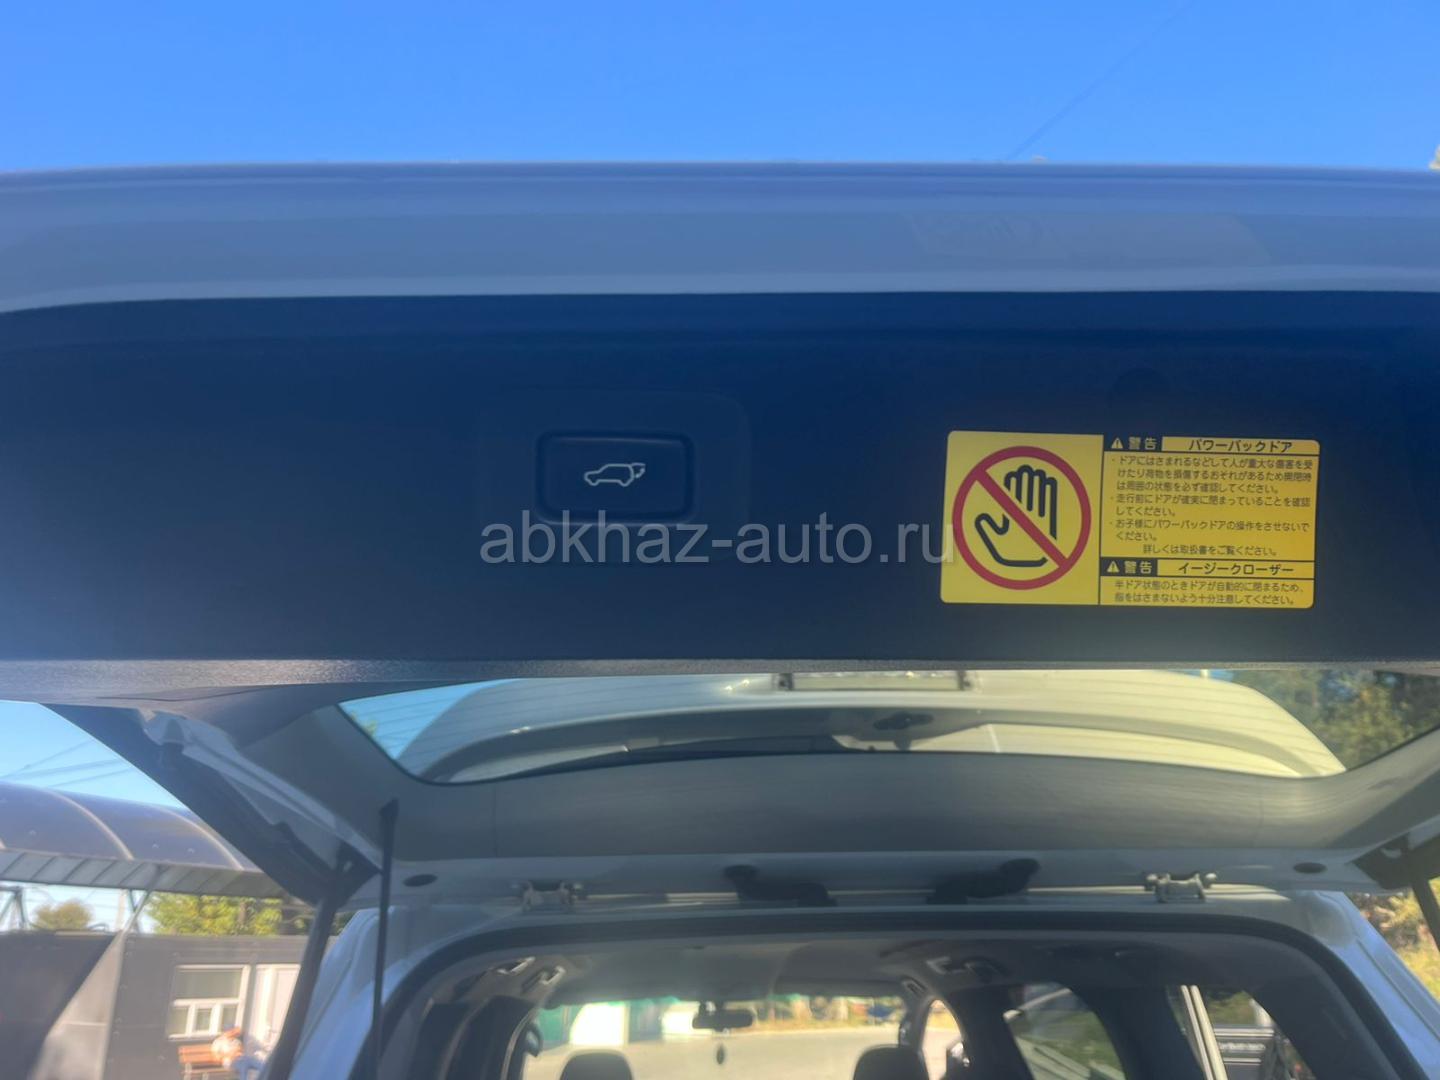 警告 パワーバックドア
・ドアにはさまれるなどして人が重大な傷害を受
けたり荷物を損傷するおそれがあるため開閉時
は周囲の状態を必ず確認してください。
・走行前にドアが確実に閉まっていることを確認
してください。
・お子様にパワーバックドアの操作をさせないで
ください。
詳しくは取扱書をご覧ください。
警告 イージークローザー
半ドア状態のときドアが自動的に閉まるため、
指をはさまないよう十分注意してください。
abkhaz-auto.ru